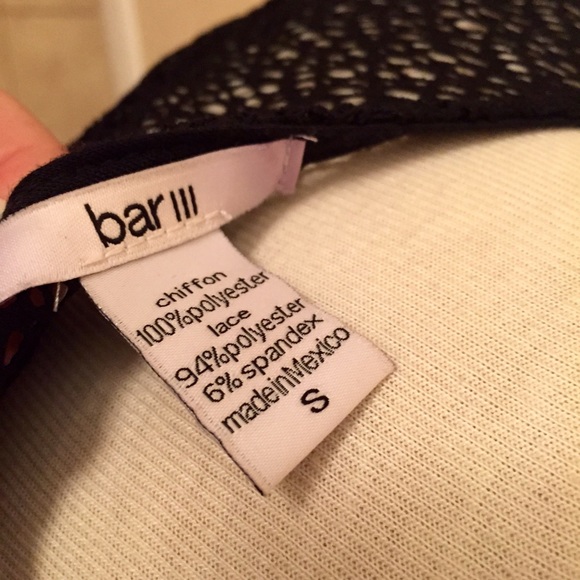 bar III
chiffon
100%polyester
lace
94%polyester
6% spandex
madeinMexico
S